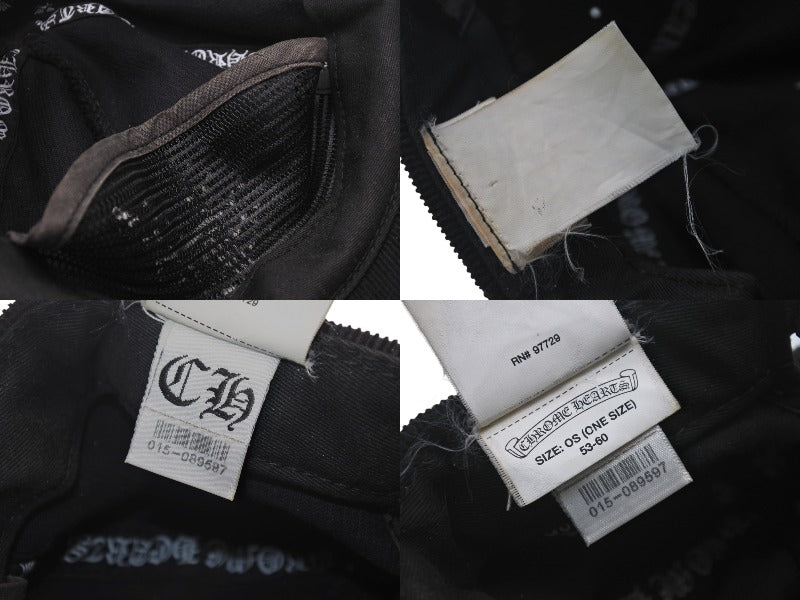 CH
015-089597
RN# 97729
CHROME HEARTS
SIZE: OS (ONE SIZE)
53-60
015-089597